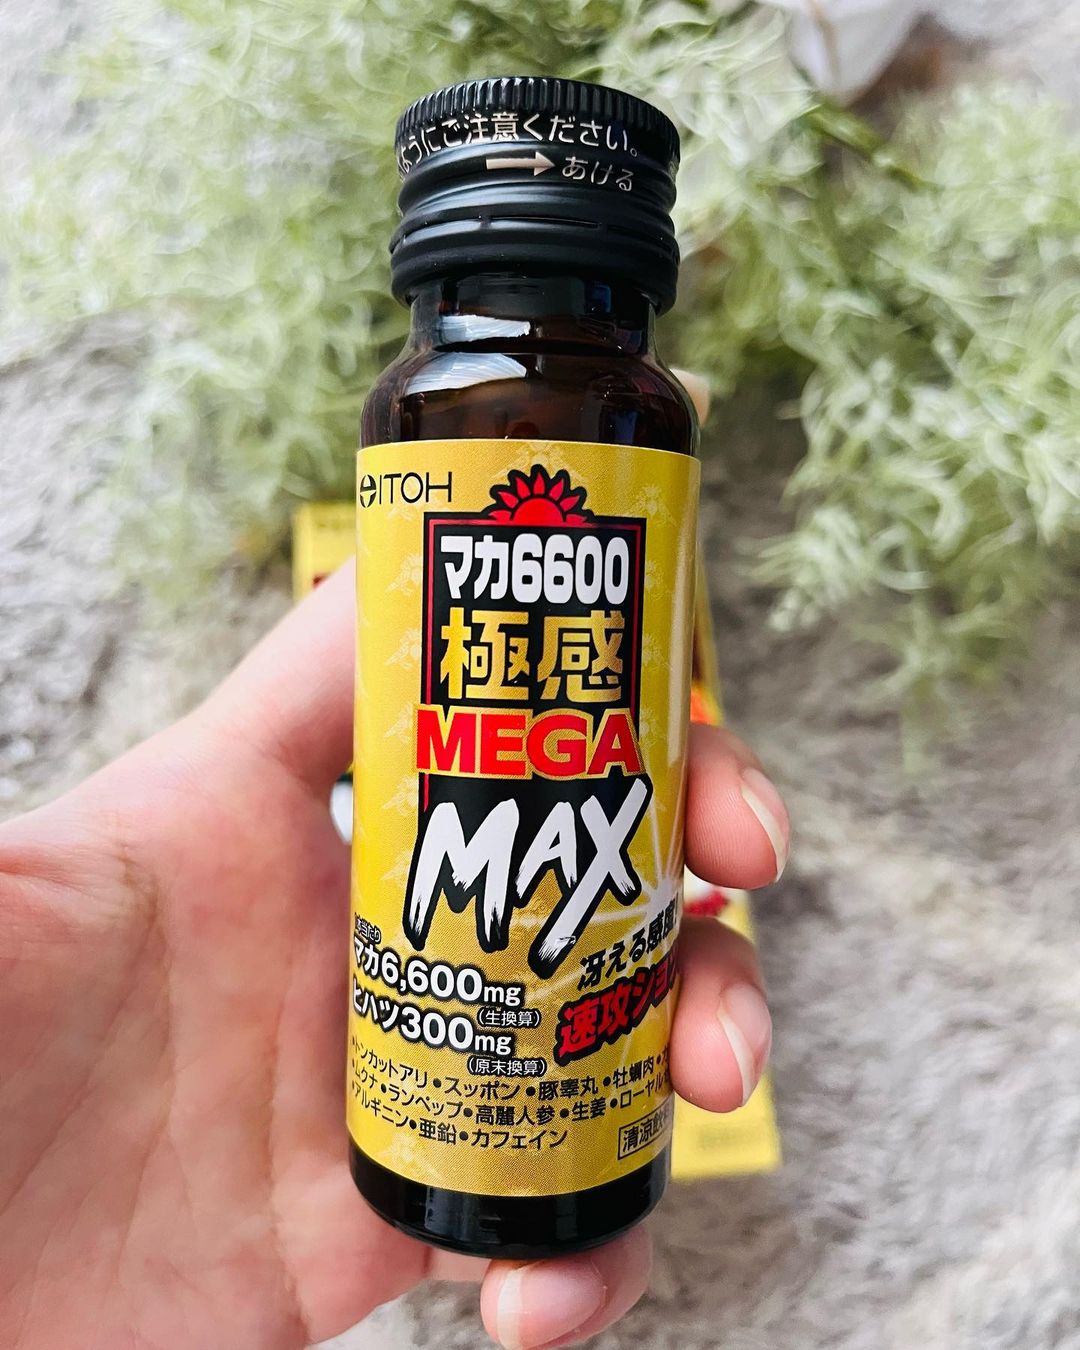 ようにご注意ください。
→あける
ITOH
マカ6600
極感
MEGA
MAX
マカ6,600mg
(生換算)
ヒハツ300mg
(原末換算)
冴える感
速攻ショ
•トンカットアリ•スッポン•豚睾丸•牡蠣肉•
•ムクナ•ランペップ•高麗人参•生姜•ローヤル
•アルギニン•亜鉛•カフェイン
清涼飲